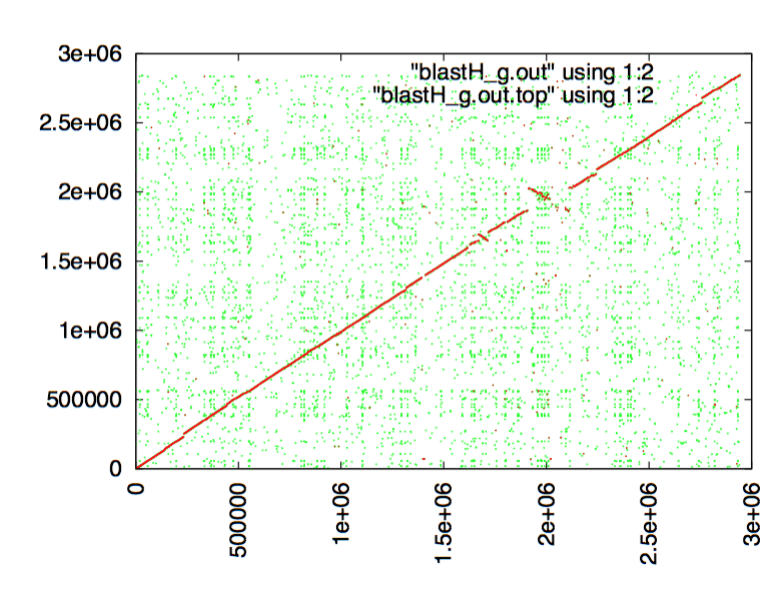 3e+06
"blastH_g.out" using 1:2
"blastH_g.out.top" using 1:2
2.5e+06
2e+06
1.5e+06
1e+06
500000
0
0
500000
1e+06
1.5e+06
2e+06
2.5e+06
3e+06